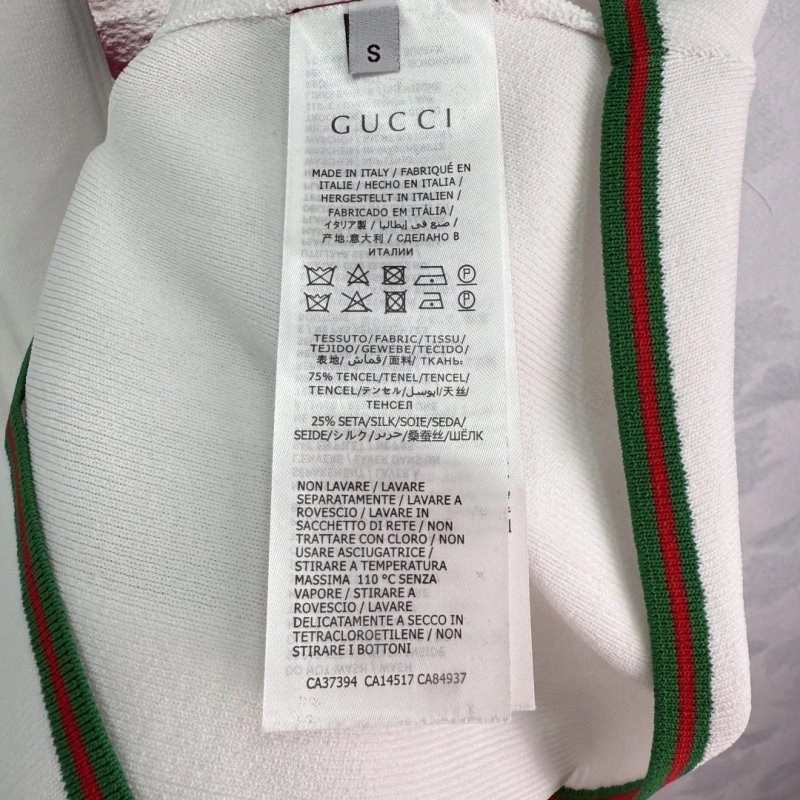 S
GUCCI
MADE IN ITALY / FABRIQUÉ EN
ITALIE / HECHO EN ITALIA /
HERGESTELLT IN ITALIEN /
FABRICADO EM ITÁLIA /
イタリア製 / صنع في إيطاليا /
产地:意大利 / СДЕЛАНО В
ИТАЛИИ
P
P
TESSUTO/FABRIC/TISSU/
TEJIDO/GEWEBE/TECIDO/
表地/ قماش/ 面料/ ТКАНЬ:
75% TENCEL/TENEL/TENCEL/
TENCEL/テンセル/ايوسل/天丝/
ТЕНСЕЛ
25% SETA/SILK/SOIE/SEDA/
SEIDE/シルク/حرير/桑蚕丝/ШЁЛК
NON LAVARE / LAVARE
SEPARATAMENTE / LAVARE A
ROVESCIO / LAVARE IN
SACCHETTO DI RETE / NON
TRATTARE CON CLORO / NON
USARE ASCIUGATRICE /
STIRARE A TEMPERATURA
MASSIMA 110 °C SENZA
VAPORE / STIRARE A
ROVESCIO / LAVARE
DELICATAMENTE A SECCO IN
TETRACLOROETILENE / NON
STIRARE I BOTTONI
CA37394 CA14517 CA84937